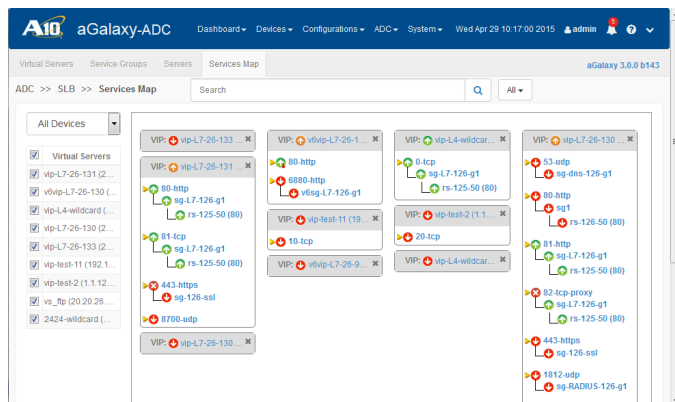 A10 aGalaxy-ADC Dashboard Devices Configurations ADC System Wed Apr 29 10:17:00 2015 admin 5
Virtual Servers Service Groups Servers Services Map aGalaxy 3.0.0 b143
ADC >> SLB >> Services Map Search All
All Devices
Virtual Servers
vip-L7-26-131 (2...
v6vip-L7-26-130 (...
vip-L4-wildcard (...
vip-L7-26-130 (2...
vip-L7-26-133 (2...
vip-test-11 (192.1...
vip-test-2 (1.1.12...
vs_ftp (20.20.26....
2424-wildcard (...
VIP: vip-L7-26-133 ...
VIP: vip-L7-26-131 ...
80-http
sg-L7-126-g1
rs-125-50 (80)
81-tcp
sg-L7-126-g1
rs-125-50 (80)
443-https
sg-126-ssl
8700-udp
VIP: vip-L7-26-130 ...
VIP: v6vip-L7-26-1...
80-http
6880-http
v6sg-L7-126-g1
VIP: vip-test-11 (19...
10-tcp
VIP: v6vip-L7-26-9...
VIP: vip-L4-wildcar...
0-tcp
sg-L7-126-g1
rs-125-50 (80)
VIP: vip-test-2 (1.1....
20-tcp
VIP: vip-L4-wildcar...
VIP: vip-L7-26-130 ...
53-udp
sg-dns-126-g1
80-http
sg1
rs-126-50 (80)
81-http
sg-L7-126-g1
rs-125-50 (80)
82-tcp-proxy
sg-L7-126-g1
rs-125-50 (80)
443-https
sg-126-ssl
1812-udp
sg-RADIUS-126-g1